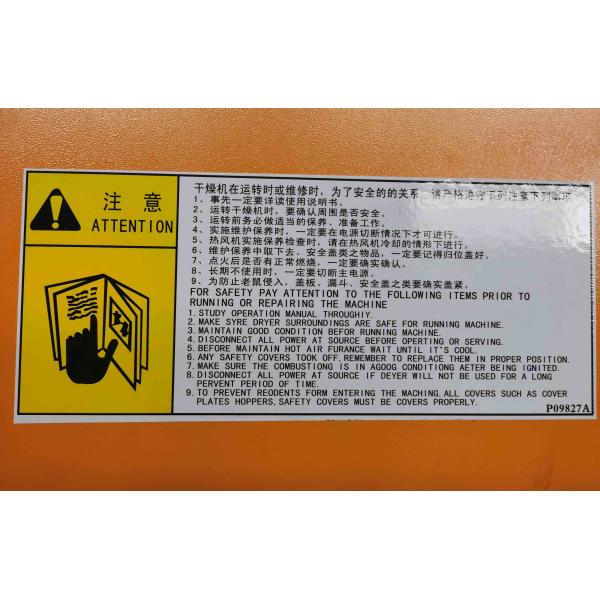 注 意
ATTENTION
干燥机在运转时或维修时，为了安全的的关系，请严格遵守下列注意下列事项
1、事先一定要详读使用说明书。
2、运转干燥机时，要确认周围是否安全。
3、运转前务必做适当的保养、准备工作。
4、实施维护保养时，一定要在电源切断情况下才可进行。
5、热风机实施保养检查时，请在热风机冷却的情形下进行。
6、维护保养中取下去、安全盖类之物品，一定要记得归位盖好。
7、点火后是否有正常燃烧，一定要确实确认。
8、长期不使用时，一定要切断主电源。
9、为防止老鼠侵入，盖板、漏斗、安全盖之类要确实盖紧。
FOR SAFETY PAY ATTENTION TO THE FOLLOWING ITEMS PRIOR TO
RUNNING OR REPAIRING THE MACHINE
1. STUDY OPERATION MANUAL THROUGHIY.
2. MAKE SYRE DRYER SURROUNDINGS ARE SAFE FOR RUNNING MACHINE.
3. MAINTAIN GOOD CONDITION BEFOR RUNNING MACHINE.
4. DISCONNECT ALL POWER AT SOURCE BEFORE OPERTING OR SERVING.
5. BEFORE MAINTAIN HOT AIR FURANCE WAIT UNTIL IT'S COOL.
6. ANY SAFETY COVERS TOOK OFF, REMEMBER TO REPLACE THEM IN PROPER POSITION.
7. MAKE SURE THE COMBUSTIONG IS IN AGOOG CONDITIONG AETER BEING IGNITED.
8. DISCONNECT ALL POWER AT SOURCE IF DEYER WILL NOT BE USED FOR A LONG
PERVENT PERIOD OF TIME.
9. TO PREVENT REODENTS FORM ENTERING THE MACHING. ALL COVERS SUCH AS COVER
PLATES HOPPERS, SAFETY COVERS MUST BE COVERS PROPERLY.
P09827A